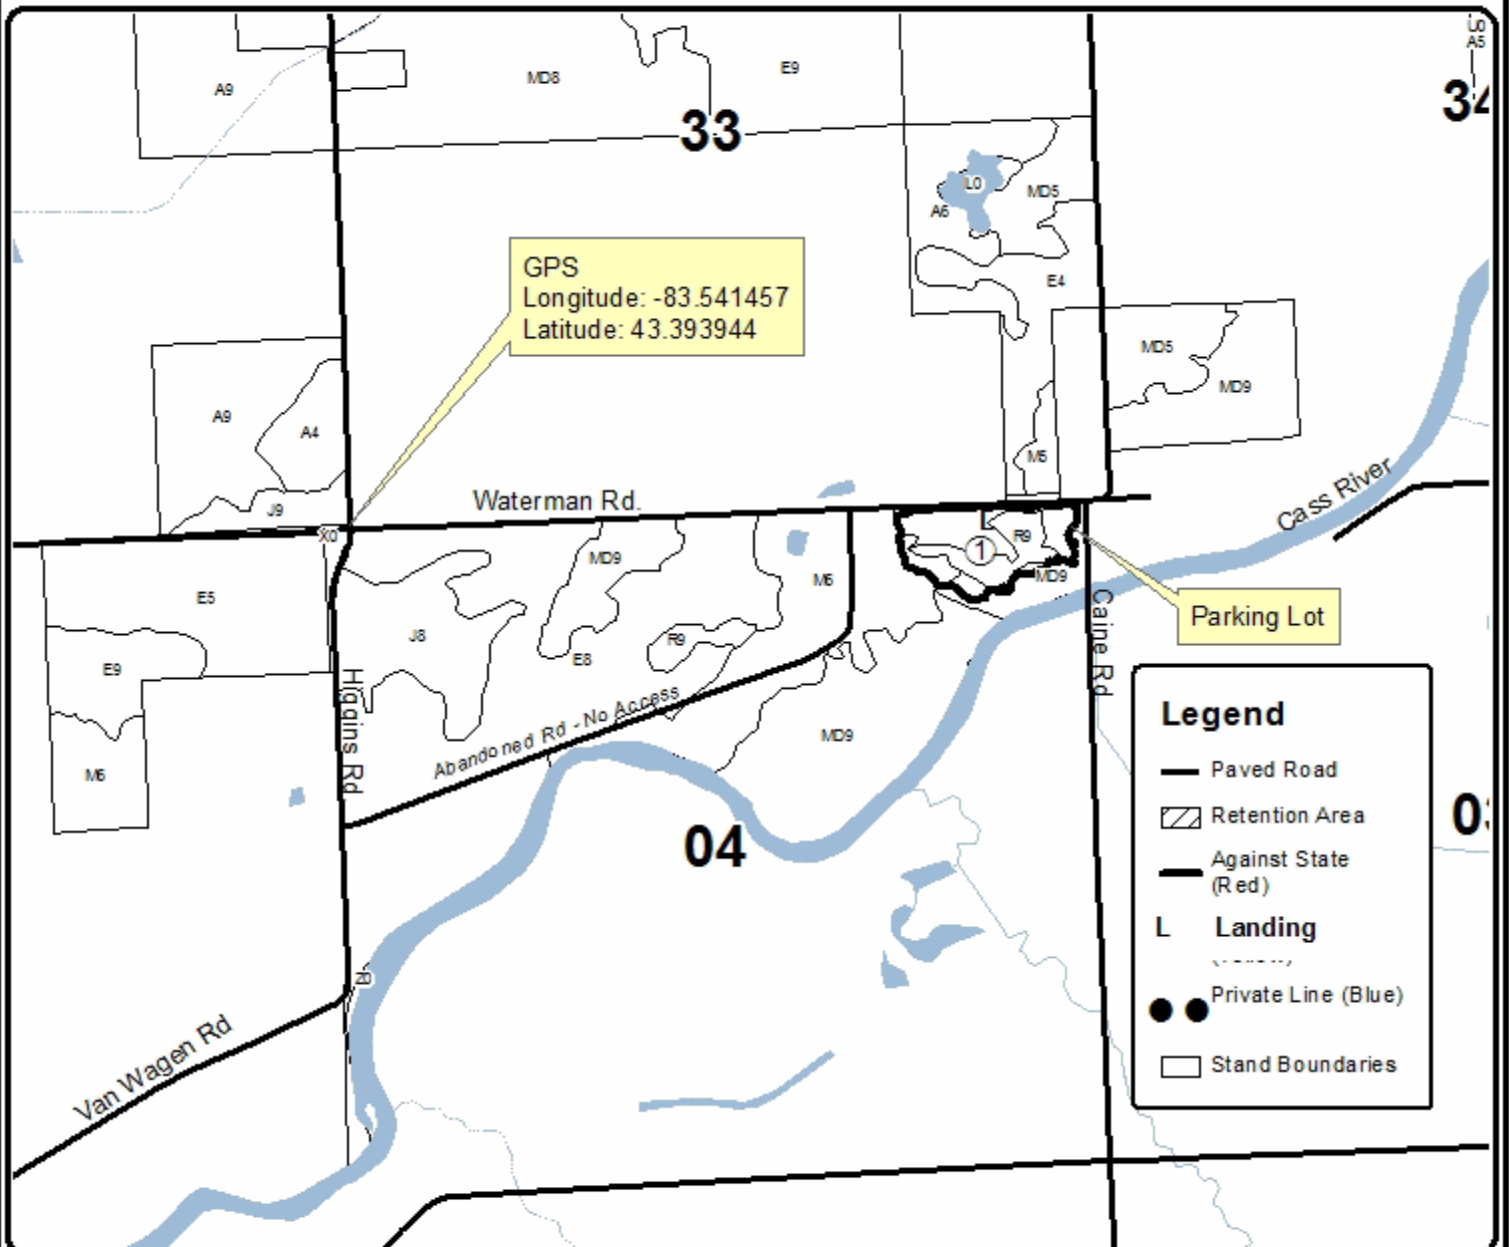 U0
A5
A9
MD8
E9
33
34
L0
A6
MD5
E4
GPS
Longitude: -83.541457
Latitude: 43.393944
MD5
MD9
A9
A4
M5
J9
X0
Waterman Rd.
Cass River
L
R9
1
MD9
MD9
M6
E5
J8
E9
E8
R9
Parking Lot
Caine Rd
Higgins Rd
Abandoned Rd - No Access
MD9
M6
04
Van Wagen Rd
Legend
Paved Road
Retention Area
Against State
(Red)
L Landing
Private Line (Blue)
Stand Boundaries